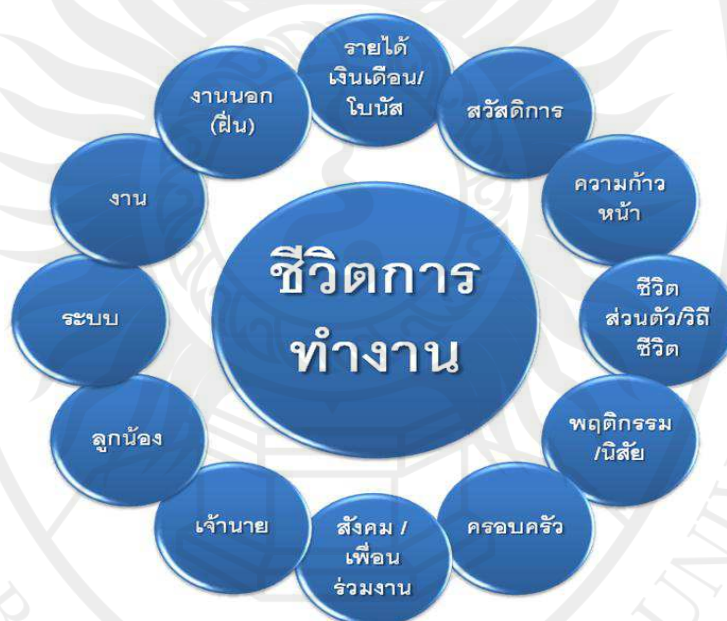 ชีวิตการ
ทำงาน
รายได้
เงินเดือน/
โบนัส
สวัสดิการ
ความก้าว
หน้า
ชีวิต
ส่วนตัว/วิถี
ชีวิต
พฤติกรรม
/นิสัย
ครอบครัว
สังคม /
เพื่อน
ร่วมงาน
เจ้านาย
ลูกน้อง
ระบบ
งาน
งานนอก
(ฝิ่น)